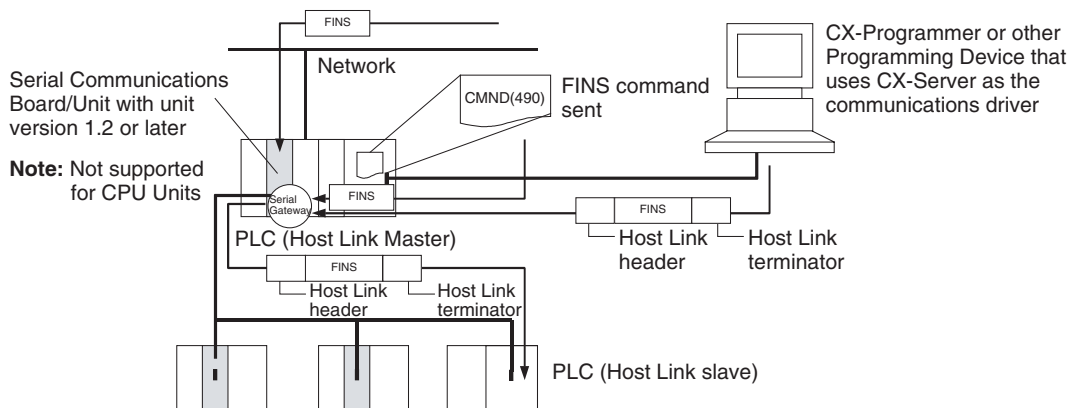 FINS
Network
Serial Communications
Board/Unit with unit
version 1.2 or later
Note: Not supported
for CPU Units
CMND(490)
FINS command
sent
CX-Programmer or other
Programming Device that
uses CX-Server as the
communications driver
Serial
Gateway
FINS
PLC (Host Link Master)
FINS
Host Link
header
Host Link
terminator
FINS
Host Link
header
Host Link
terminator
PLC (Host Link slave)